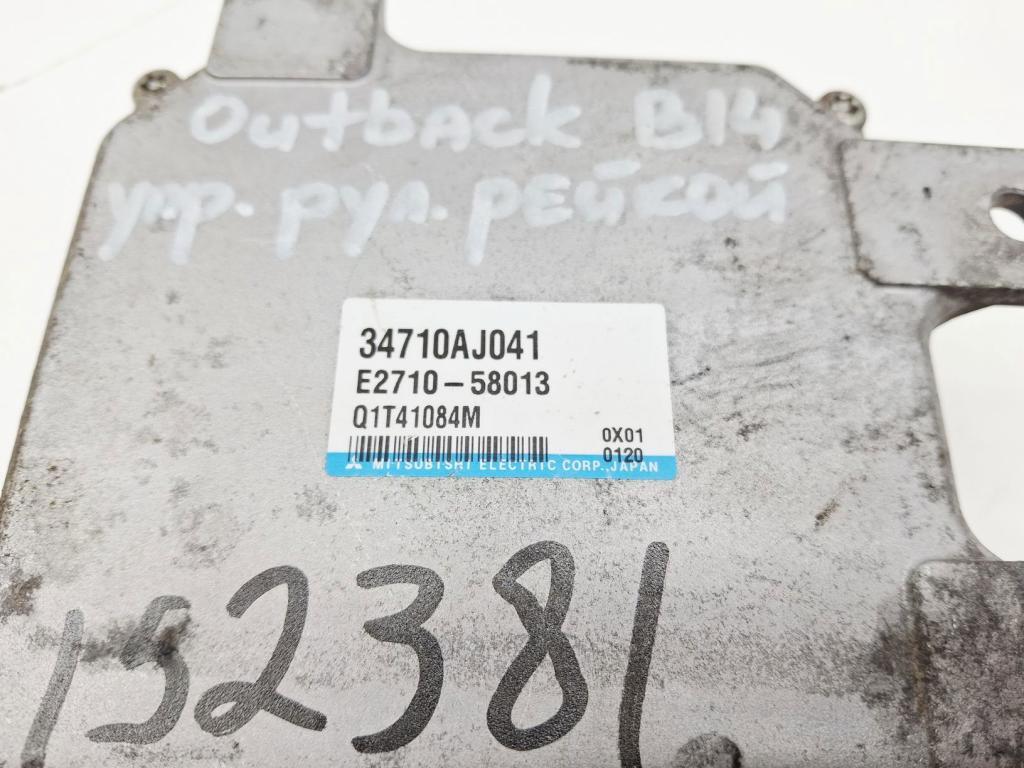 Outback B14
упр. рул. рейкой
34710AJ041
E2710-58013
Q1T41084M
0X01
0120
MITSUBISHI ELECTRIC CORP., JAPAN
152381